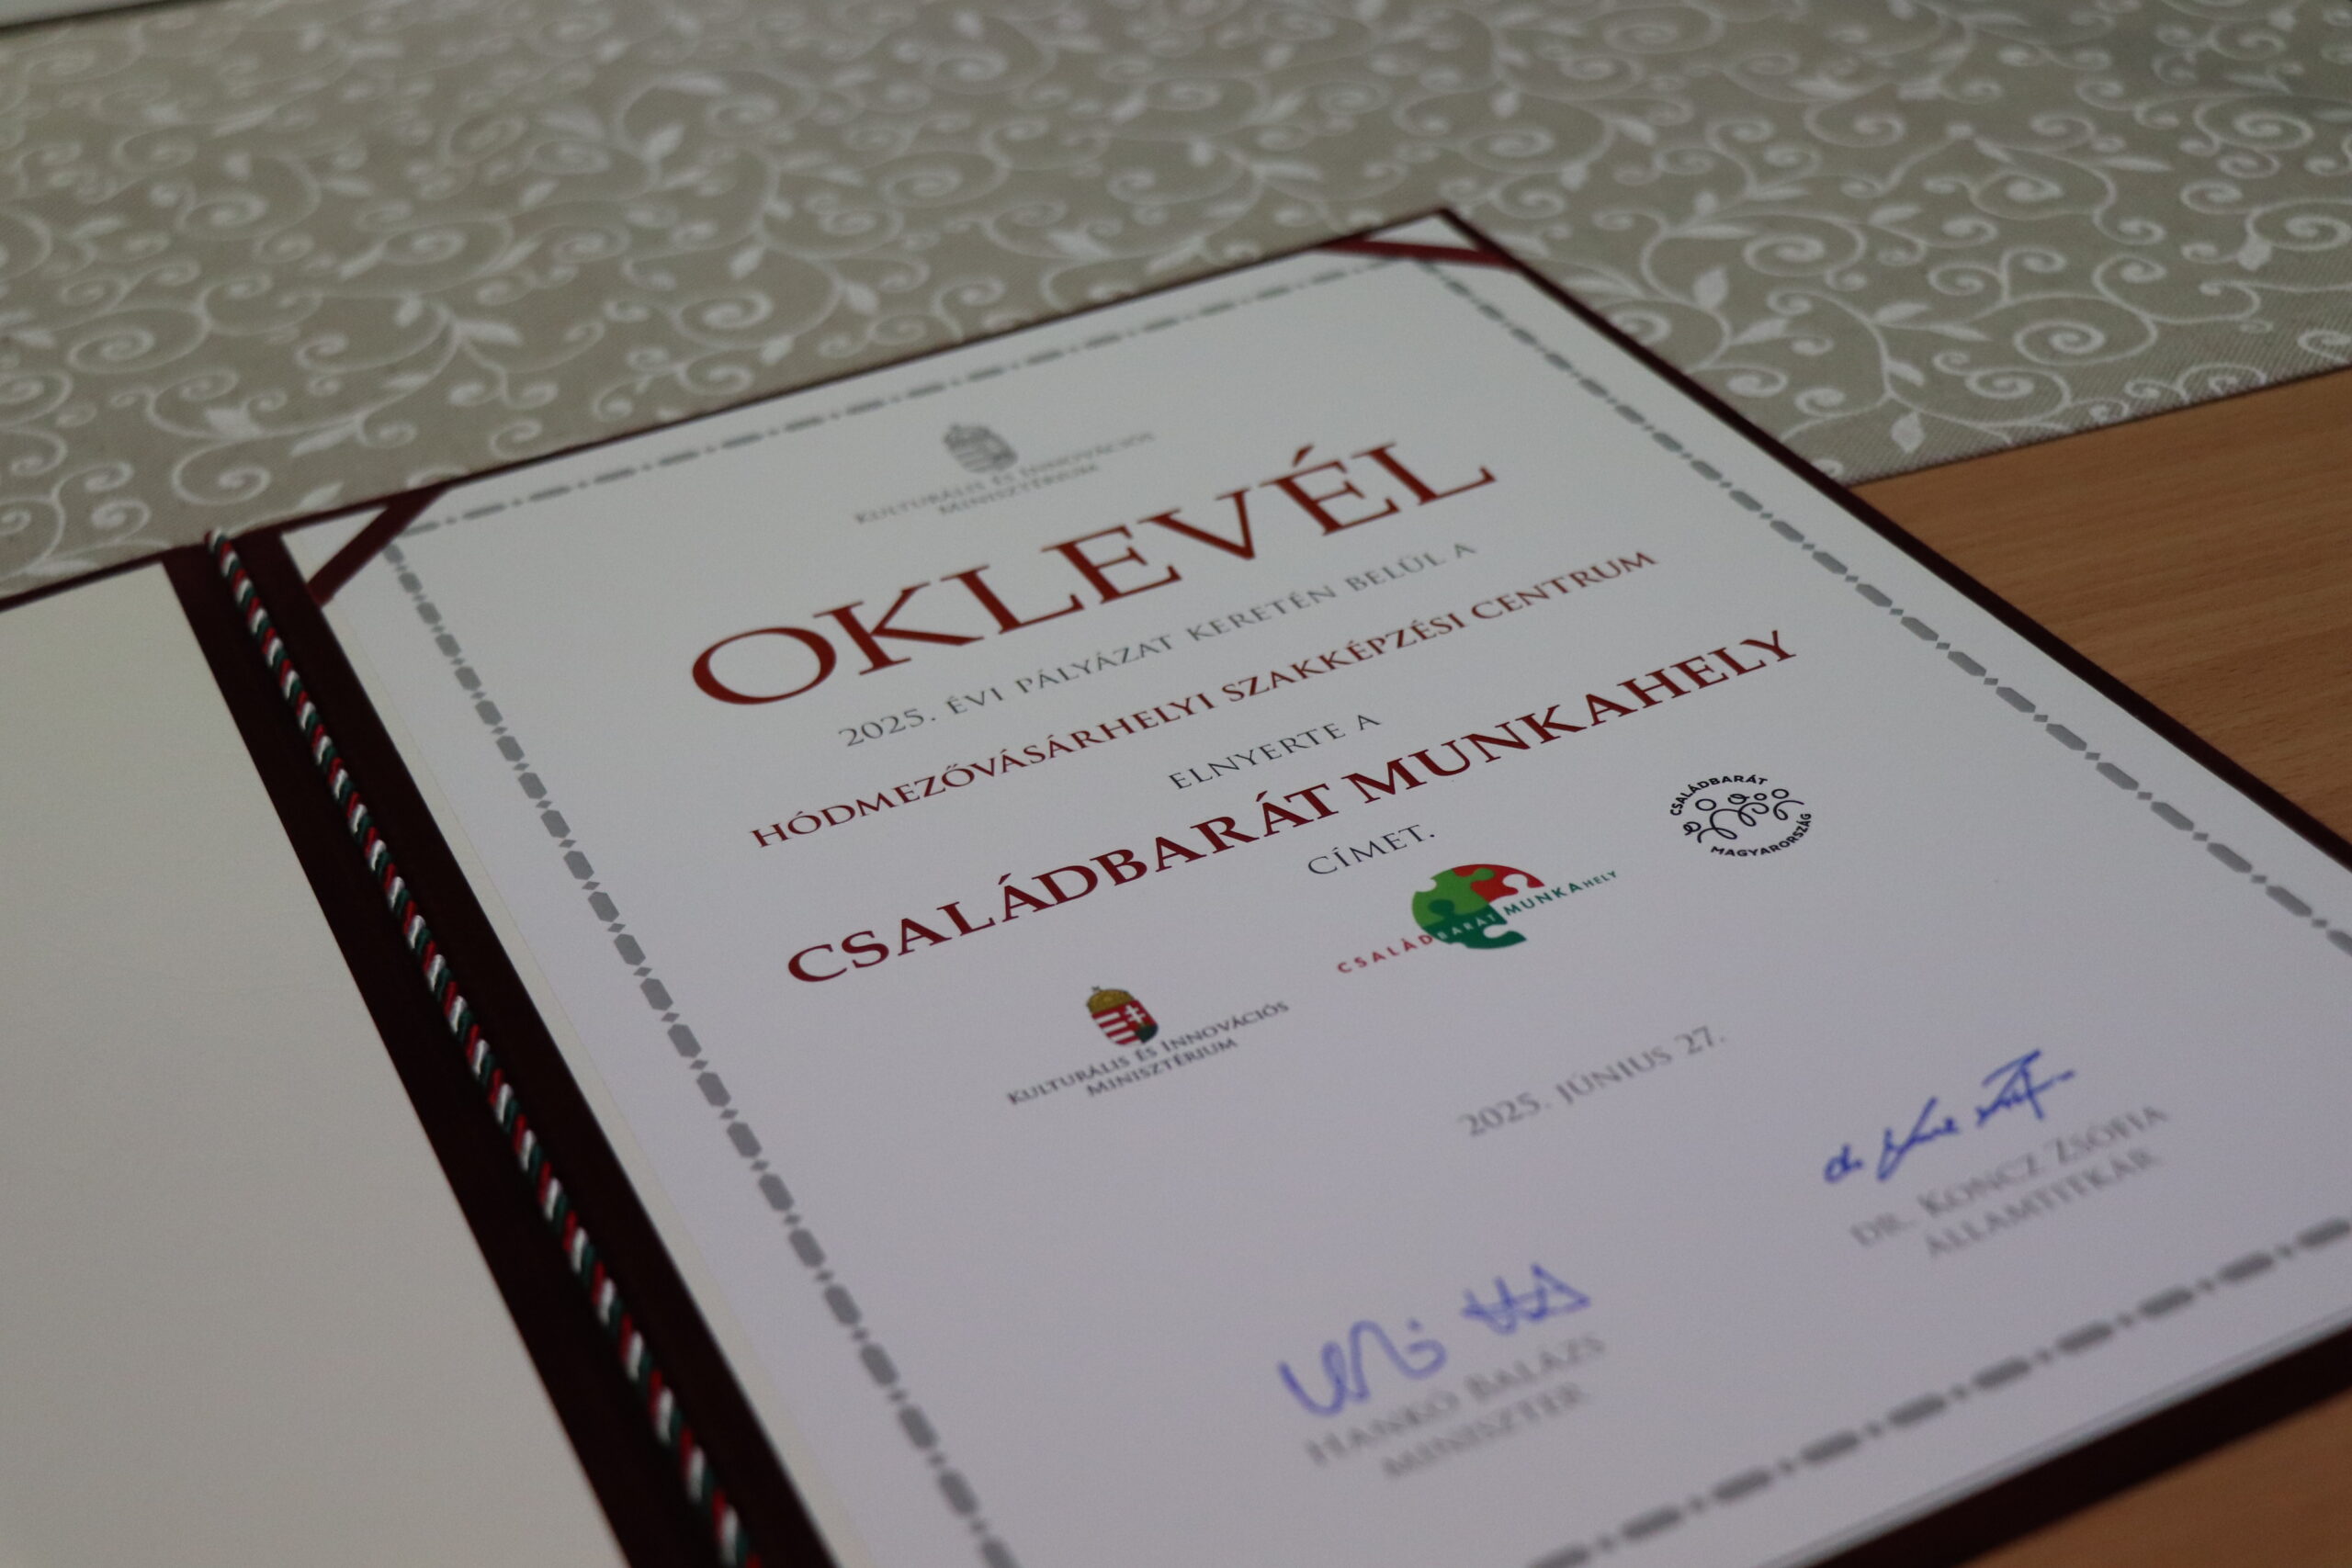 KULTURÁLIS ÉS INNOVÁCIÓS
MINISZTÉRIUM
OKLEVÉL
2025. ÉVI PÁLYÁZAT KERETÉN BELÜL A
HÓDMEZŐVÁSÁRHELYI SZAKKÉPZÉSI CENTRUM
ELNYERTE A
CSALÁDBARÁT MUNKAHELY
CÍMET.
CSALÁDBARÁT MAGYARORSZÁG
CSALÁDBARÁT MUNKAHELY
KULTURÁLIS ÉS INNOVÁCIÓS
MINISZTÉRIUM
2025. JÚNIUS 27.
DR. KONCZ ZSÓFIA
ÁLLAMTITKÁR
HANKÓ BALÁZS
MINISZTER